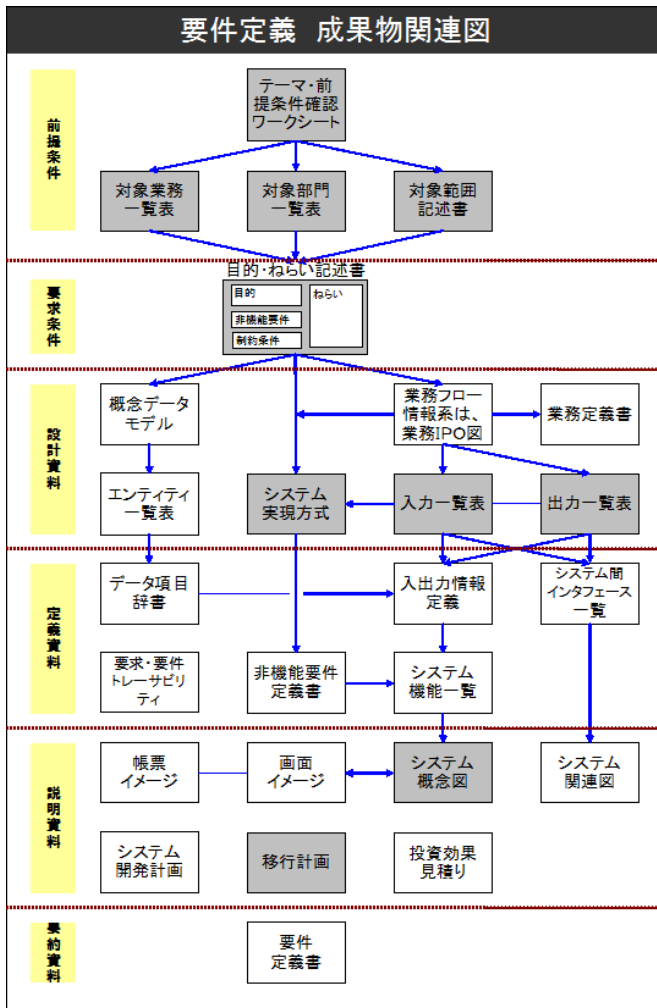 要件定義 成果物関連図
前提条件
テーマ・前
提条件確認
ワークシート
対象業務
一覧表
対象部門
一覧表
対象範囲
記述書
要求条件
目的・ねらい記述書
目的
ねらい
非機能要件
制約条件
設計資料
概念データ
モデル
業務フロー
情報系は、
業務IPO図
業務定義書
エンティティ
一覧表
システム
実現方式
入力一覧表
出力一覧表
定義資料
データ項目
辞書
入出力情報
定義
システム間
インタフェース
一覧
要求・要件
トレーサビリ
ティ
非機能要件
定義書
システム
機能一覧
説明資料
帳票
イメージ
画面
イメージ
システム
概念図
システム
関連図
システム
開発計画
移行計画
投資効果
見積り
要約資料
要件
定義書